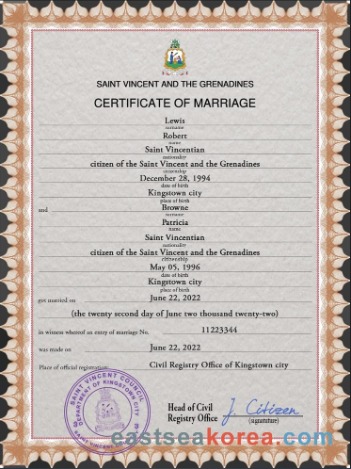 SAINT VINCENT AND THE GRENADINES
CERTIFICATE OF MARRIAGE
Lewis
surname
Robert
name
Saint Vincentian
nationality
citizen of the Saint Vincent and the Grenadines
citizenship
December 28, 1994
date of birth
Kingstown city
place of birth
and Browne
surname
Patricia
name
Saint Vincentian
nationality
citizen of the Saint Vincent and the Grenadines
citizenship
May 05, 1996
date of birth
Kingstown city
place of birth
got married on June 22, 2022
(the twenty second day of June two thousand twenty-two)
in witness whereof an entry of marriage No. 11223344
was made on June 22, 2022
Place of official registration Civil Registry Office of Kingstown city
SAINT VINCENT COUNCIL
DEPARTMENT OF KINGSTOWN CITY
Head of Civil
Registry Office J. Citizen
(signature)
eastseakorea.com